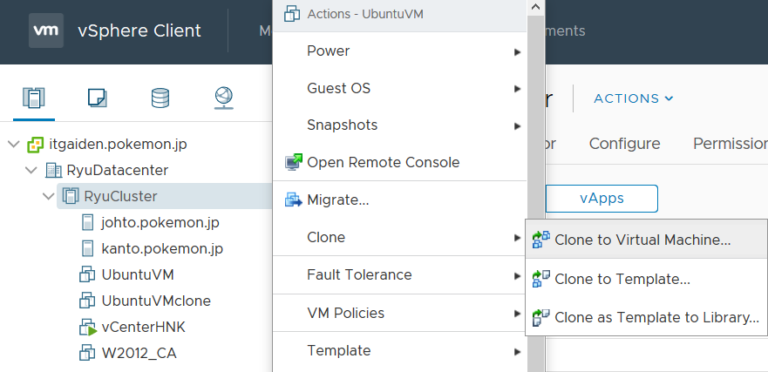 vm
vSphere Client
M
ments
Actions - UbuntuVM
Power
Guest OS
Snapshots
Open Remote Console
Migrate...
Clone
Fault Tolerance
VM Policies
Template
r
ACTIONS
or
Configure
Permission
vApps
Clone to Virtual Machine...
Clone to Template...
Clone as Template to Library...
itgaiden.pokemon.jp
RyuDatacenter
RyuCluster
johto.pokemon.jp
kanto.pokemon.jp
UbuntuVM
UbuntuVMclone
vCenterHNK
W2012_CA